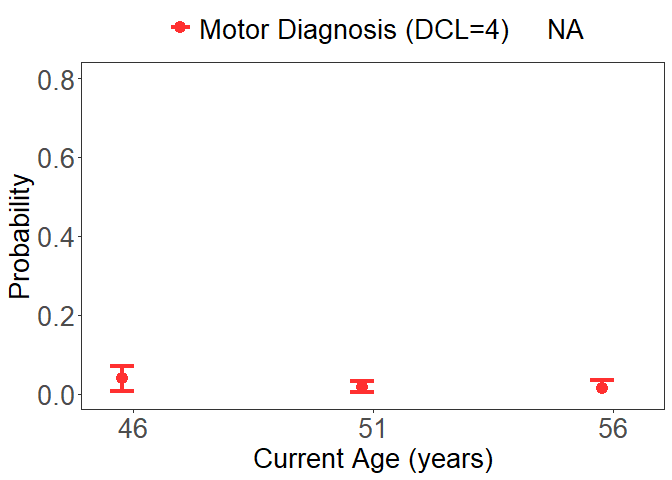 Motor Diagnosis (DCL=4) NA
0.8
0.6
0.4
0.2
0.0
Probability
46 51 56
Current Age (years)